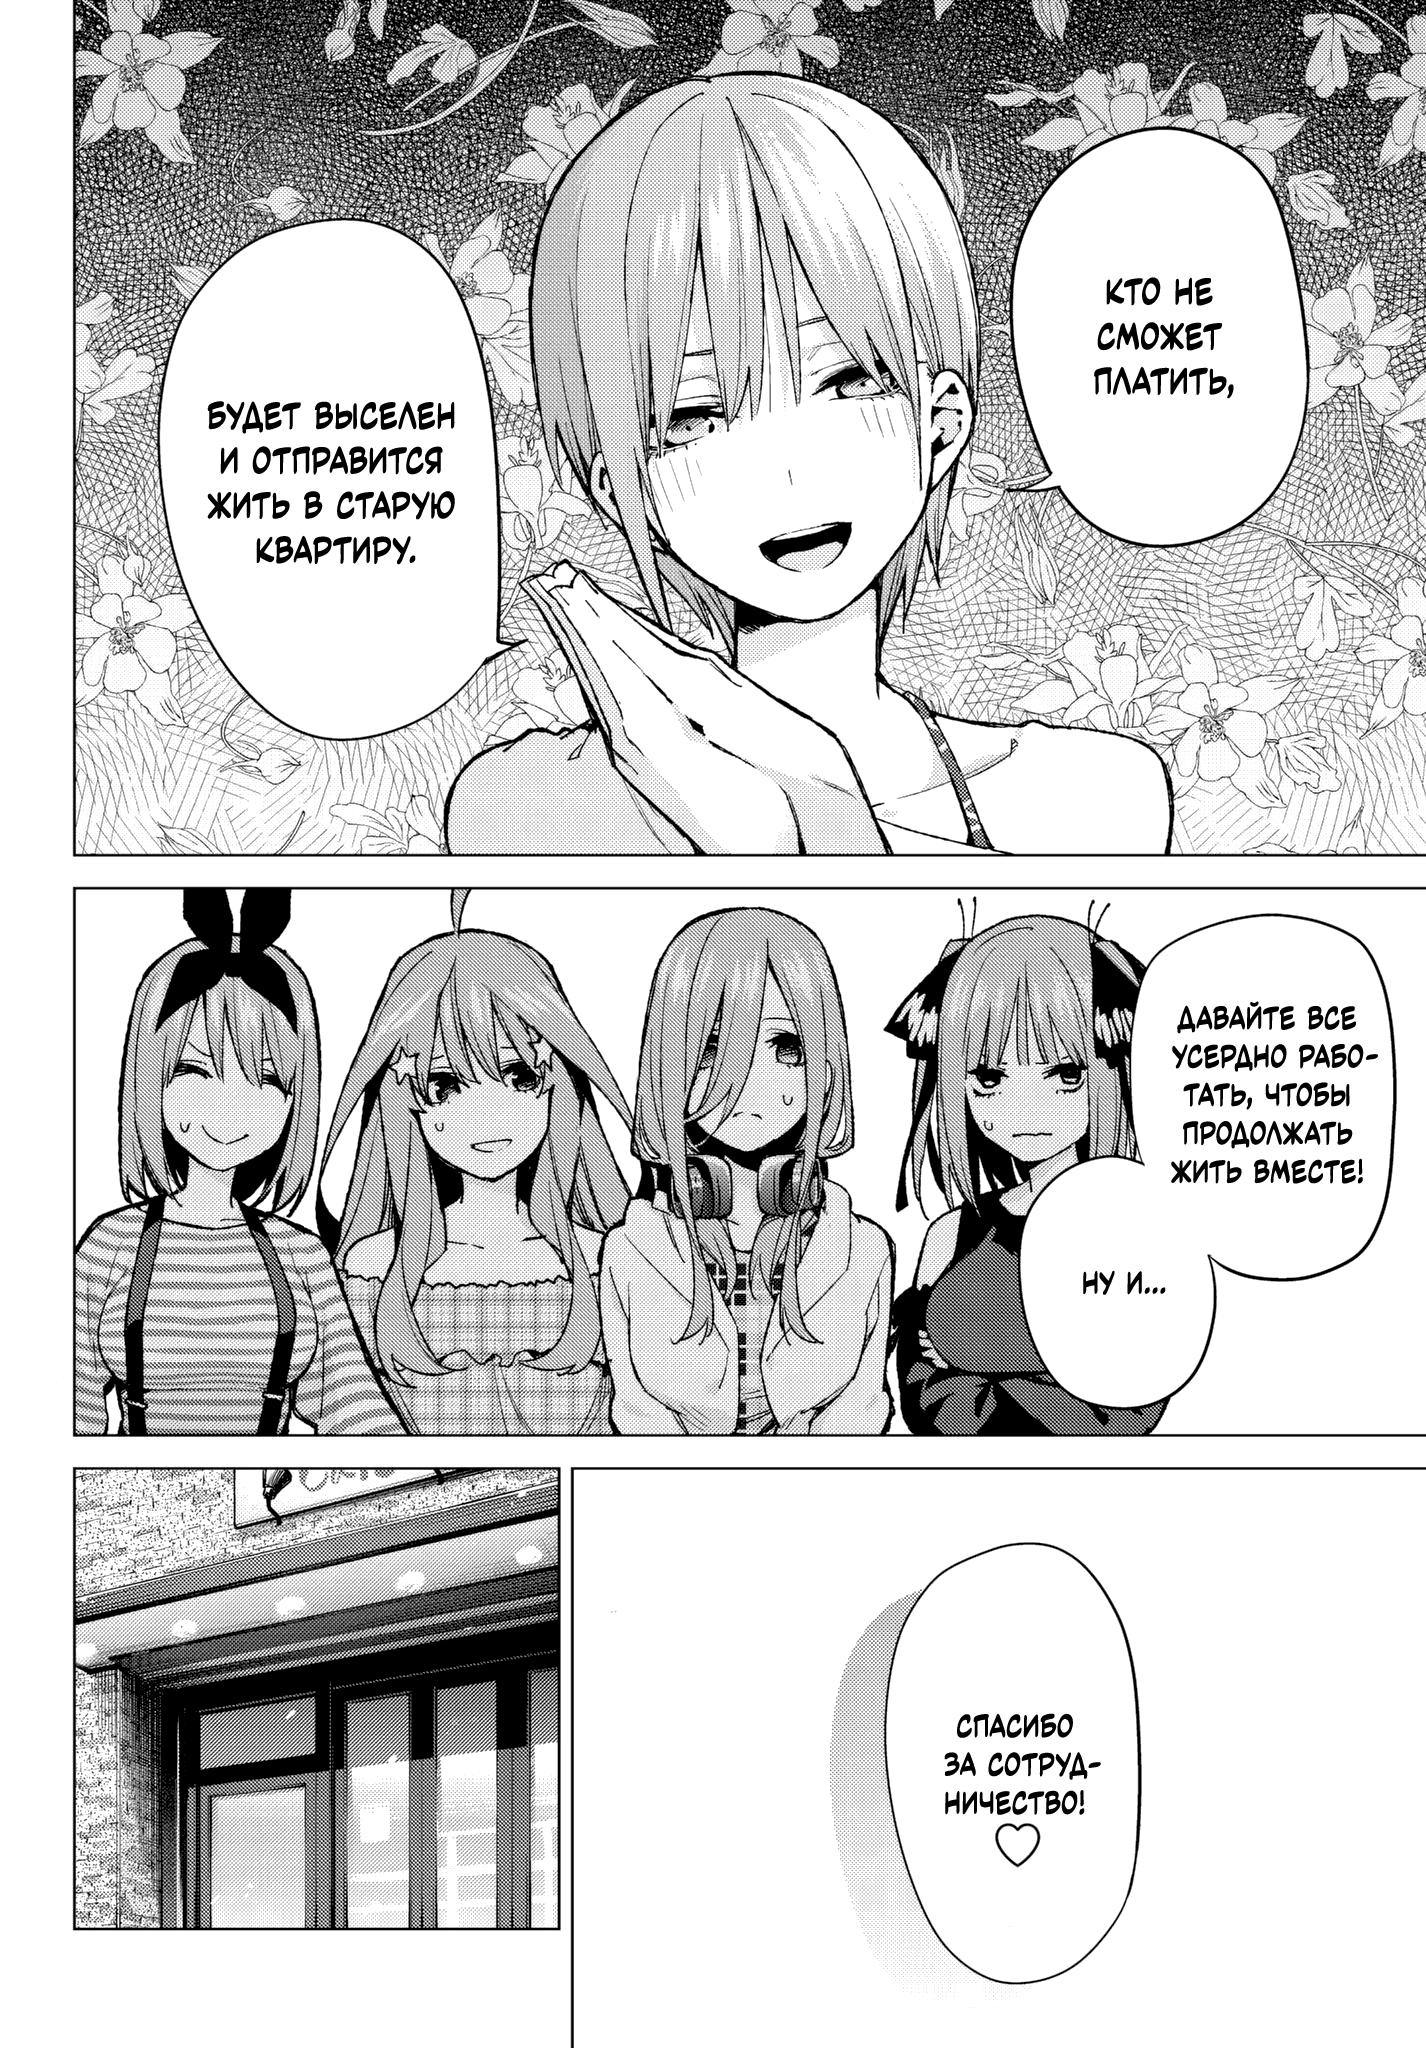 КТО НЕ
СМОЖЕТ
ПЛАТИТЬ,
БУДЕТ ВЫСЕЛЕН
И ОТПРАВИТСЯ
ЖИТЬ В СТАРУЮ
КВАРТИРУ.
ДАВАЙТЕ ВСЕ
УСЕРДНО РАБО-
ТАТЬ, ЧТОБЫ
ПРОДОЛЖАТЬ
ЖИТЬ ВМЕСТЕ!
НУ И...
СПАСИБО
ЗА СОТРУД-
НИЧЕСТВО!
♡